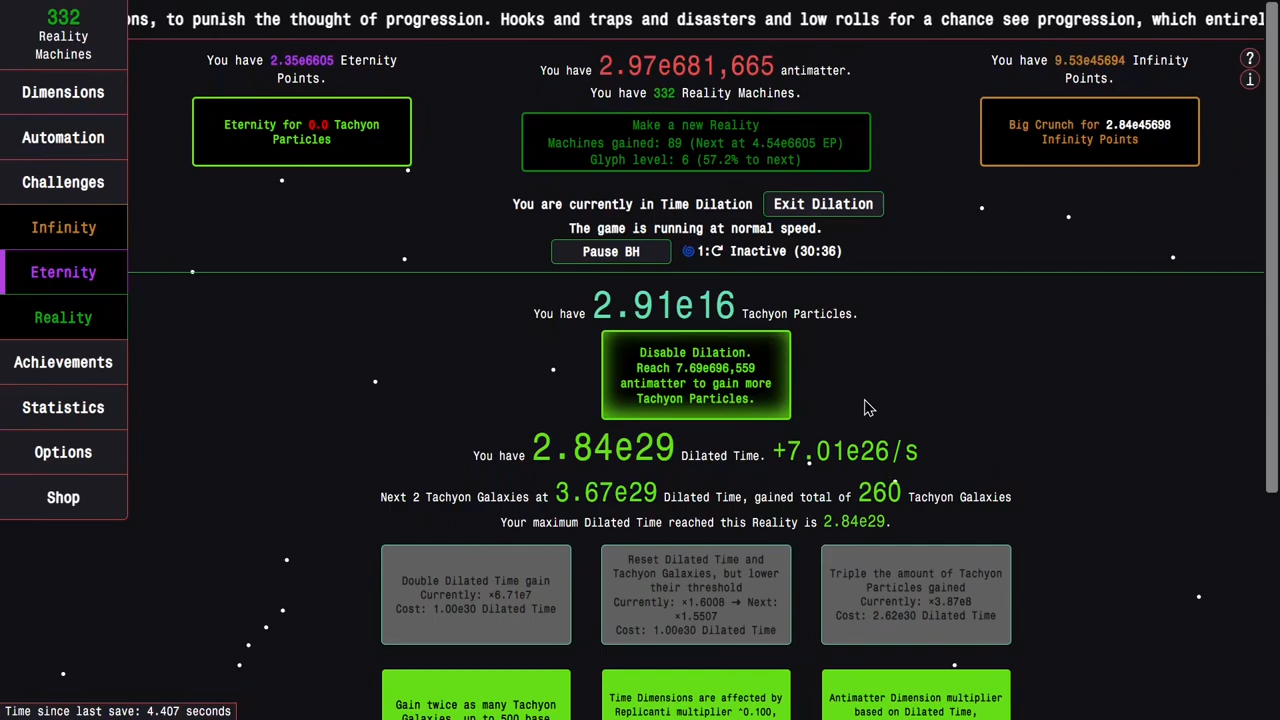 332
Reality
Machines
ons, to punish the thought of progression. Hooks and traps and disasters and low rolls for a chance see progression, which entirel
You have 2.35e6605 Eternity
Points.
Eternity for 0.0 Tachyon
Particles
You have 2.97e681,665 antimatter.
You have 332 Reality Machines.
Make a new Reality
Machines gained: 89 (Next at 4.54e6605 EP)
Glyph level: 6 (57.2% to next)
You have 9.53e45694 Infinity
Points.
Big Crunch for 2.84e45698
Infinity Points
?
i
You are currently in Time Dilation
Exit Dilation
The game is running at normal speed.
Pause BH
1: Inactive (30:36)
Dimensions
Automation
Challenges
Infinity
Eternity
Reality
Achievements
Statistics
Options
Shop
You have 2.91e16 Tachyon Particles.
Disable Dilation.
Reach 7.69e696,559
antimatter to gain more
Tachyon Particles.
You have 2.84e29 Dilated Time. +7.01e26/s
Next 2 Tachyon Galaxies at 3.67e29 Dilated Time, gained total of 260 Tachyon Galaxies
Your maximum Dilated Time reached this Reality is 2.84e29.
Double Dilated Time gain
Currently: ×6.71e7
Cost: 1.00e30 Dilated Time
Reset Dilated Time and
Tachyon Galaxies, but lower
their threshold
Currently: ×1.6008 → Next:
×1.5507
Cost: 1.00e30 Dilated Time
Triple the amount of Tachyon
Particles gained
Currently: ×3.87e8
Cost: 2.62e30 Dilated Time
Gain twice as many Tachyon
Galaxies, up to 500 base
Time Dimensions are affected by
Replicanti multiplier ^0.100,
Antimatter Dimension multiplier
based on Dilated Time,
Time since last save: 4.407 seconds